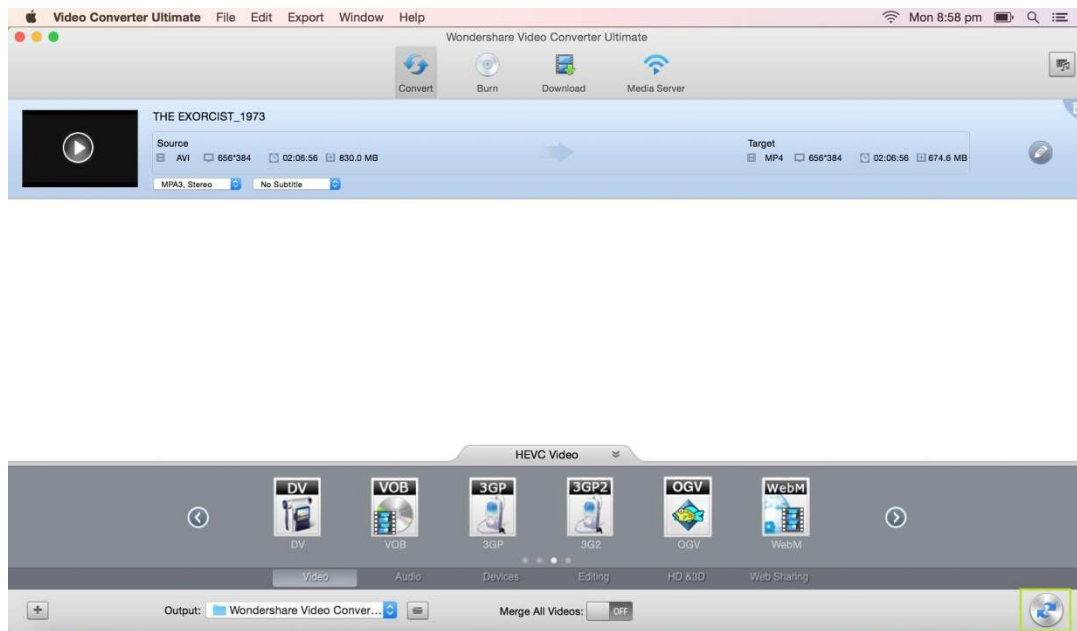 Video Converter Ultimate File Edit Export Window Help Mon 8:58 pm
Wondershare Video Converter Ultimate
Convert Burn Download Media Server
THE EXORCIST_1973
Source Target
AVI 656*384 02:06:56 830.0 MB MP4 656*384 02:06:56 674.6 MB
MPA3, Stereo No Subtitle
HEVC Video
DV VOB 3GP 3GP2 OGV WebM
DV VOB 3GP 3G2 OGV WebM
Video Audio Devices Editing HD &3D Web Sharing
Output: Wondershare Video Conver... Merge All Videos: OFF